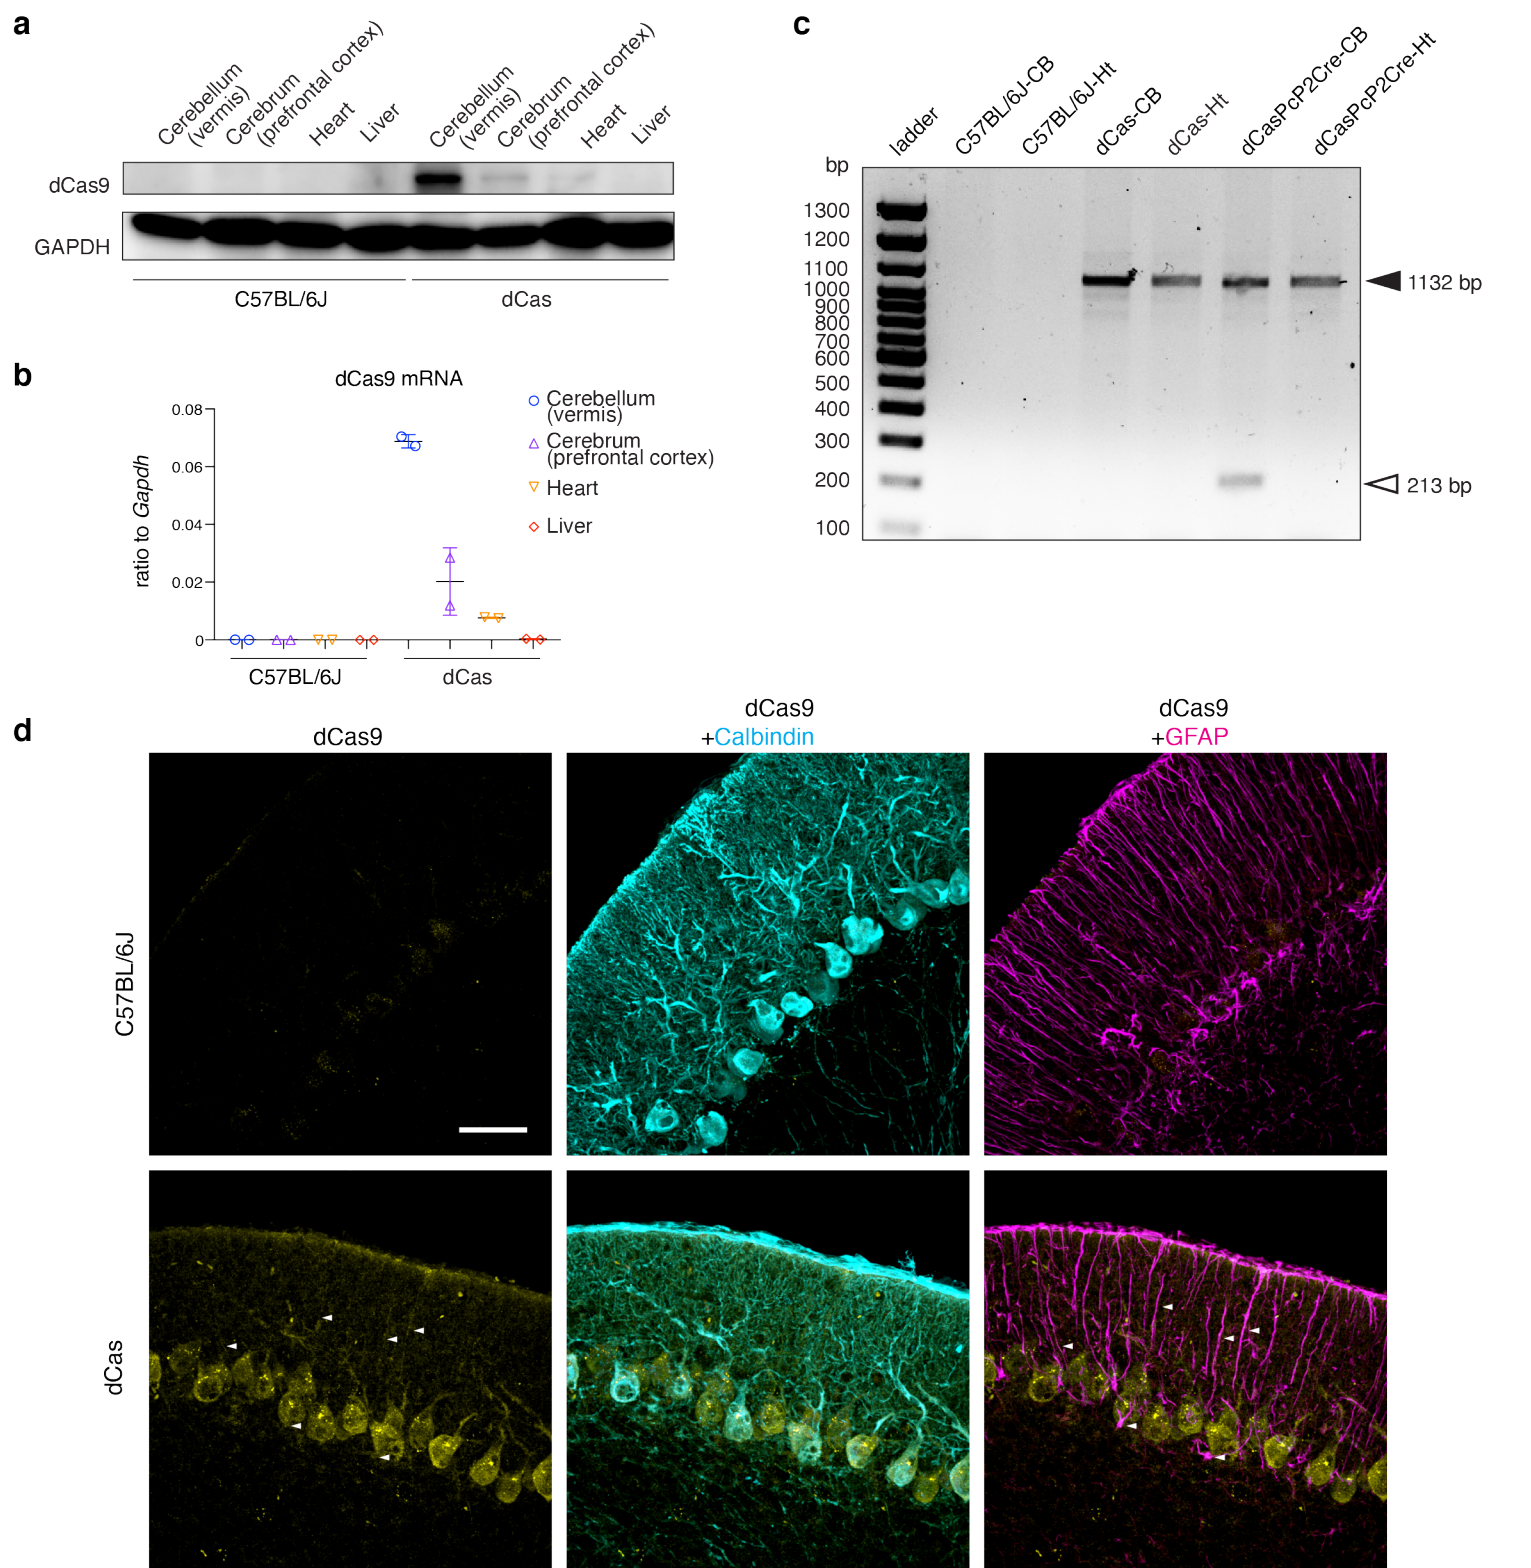 a
Cerebellum
(vermis)
Cerebrum
(prefrontal cortex)
Heart
Liver
Cerebellum
(vermis)
Cerebrum
(prefrontal cortex)
Heart
Liver
dCas9
GAPDH
C57BL/6J
dCas
b
dCas9 mRNA
ratio to Gapdh
0.08
0.06
0.04
0.02
0
Cerebellum
(vermis)
Cerebrum
(prefrontal cortex)
Heart
Liver
C57BL/6J
dCas
c
bp
ladder
C57BL/6J-CB
C57BL/6J-Ht
dCas-CB
dCas-Ht
dCasPcP2Cre-CB
dCasPcP2Cre-Ht
1300
1200
1100
1000
900
800
700
600
500
400
300
200
100
1132 bp
213 bp
d
dCas9
dCas9
+Calbindin
dCas9
+GFAP
C57BL/6J
dCas